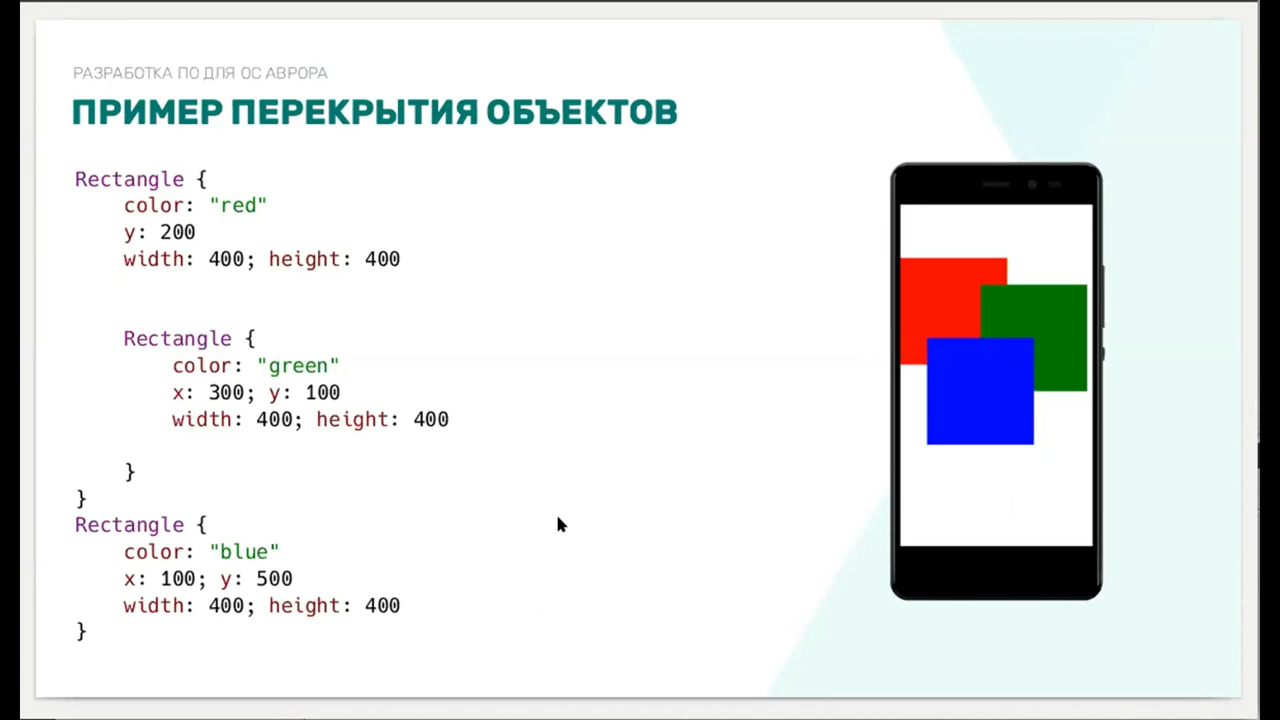 РАЗРАБОТКА ПО ДЛЯ ОС АВРОРА
ПРИМЕР ПЕРЕКРЫТИЯ ОБЪЕКТОВ
Rectangle {
    color: "red"
    y: 200
    width: 400; height: 400
    Rectangle {
        color: "green"
        x: 300; y: 100
        width: 400; height: 400
    }
}
Rectangle {
    color: "blue"
    x: 100; y: 500
    width: 400; height: 400
}